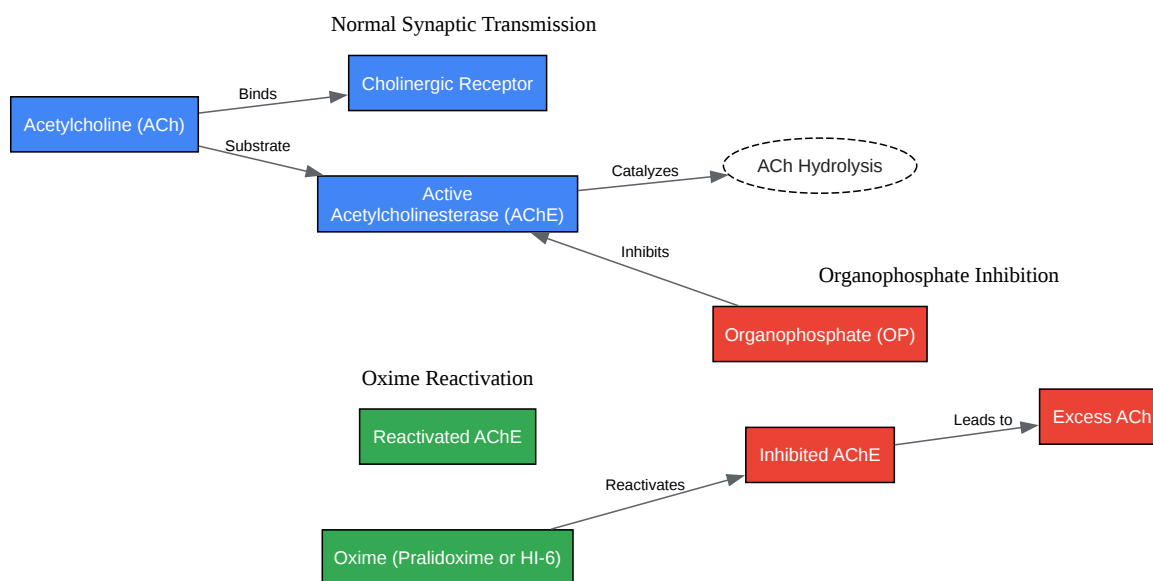 Normal Synaptic Transmission
Cholinergic Receptor
Binds
Acetylcholine (ACh)
Substrate
Active
Acetylcholinesterase (AChE)
Catalyzes
ACh Hydrolysis
Inhibits
Organophosphate Inhibition
Organophosphate (OP)
Oxime Reactivation
Reactivated AChE
Leads to
Excess ACh
Inhibited AChE
Reactivates
Oxime (Pralidoxime or HI-6)